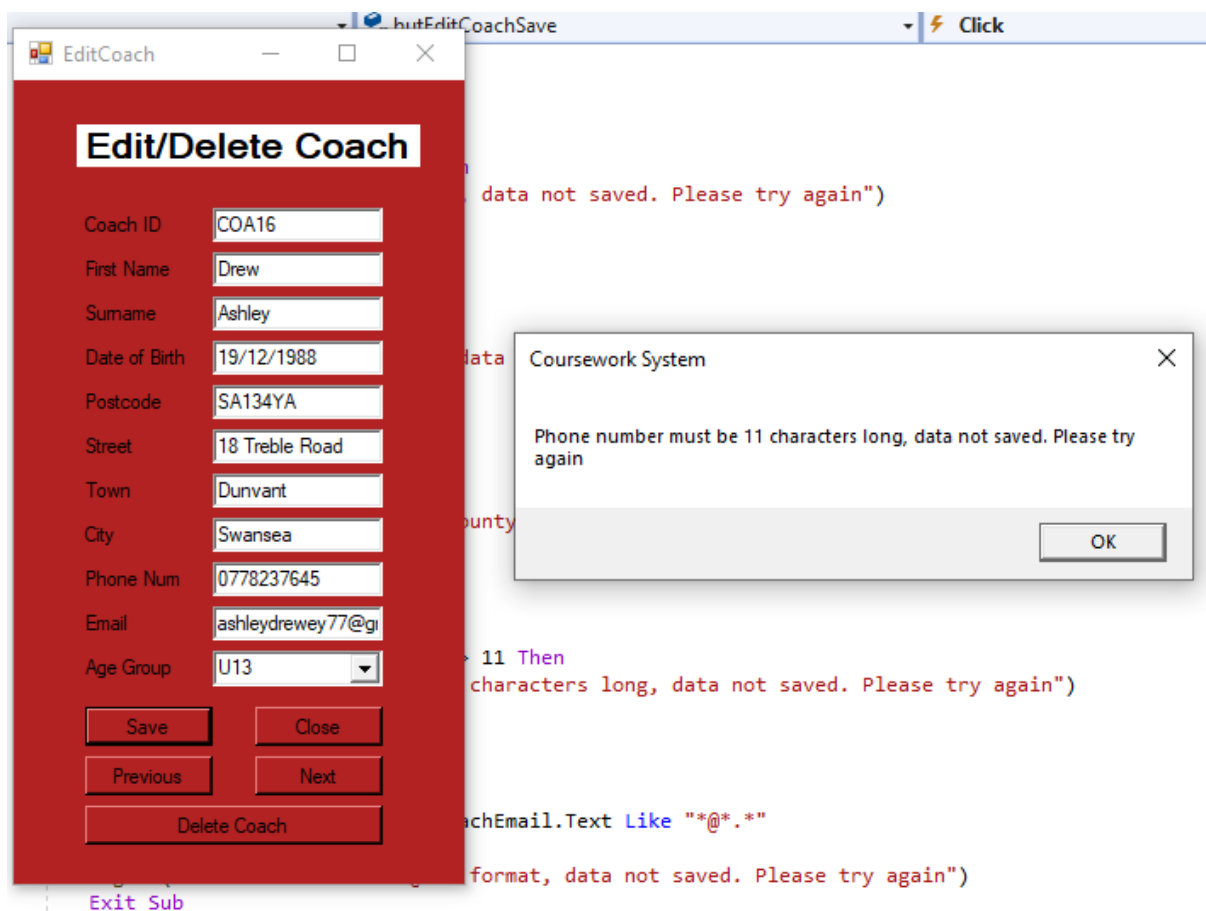 butEditCoachSave Click
EditCoach
Edit/Delete Coach
, data not saved. Please try again")
Coach ID COA16
First Name Drew
Surname Ashley
Date of Birth 19/12/1988
data
Postcode SA134YA
Street 18 Treble Road
Town Dunvant
City Swansea
ounty
Phone Num 0778237645
Email ashleydrewey77@g
Age Group U13
Save Close
Previous Next
Delete Coach
Coursework System
Phone number must be 11 characters long, data not saved. Please try
again
OK
> 11 Then
characters long, data not saved. Please try again")
achEmail.Text Like "*@*.*"
format, data not saved. Please try again")
Exit Sub